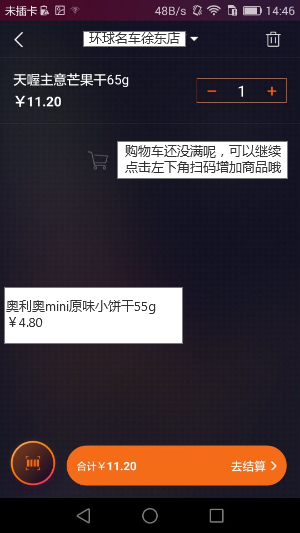 未插卡 48B/s 14:46
环球名车徐东店
天喔主意芒果干65g
￥11.20
1
购物车还没满呢，可以继续
点击左下角扫码增加商品哦
奥利奥mini原味小饼干55g
￥4.80
合计￥11.20 去结算